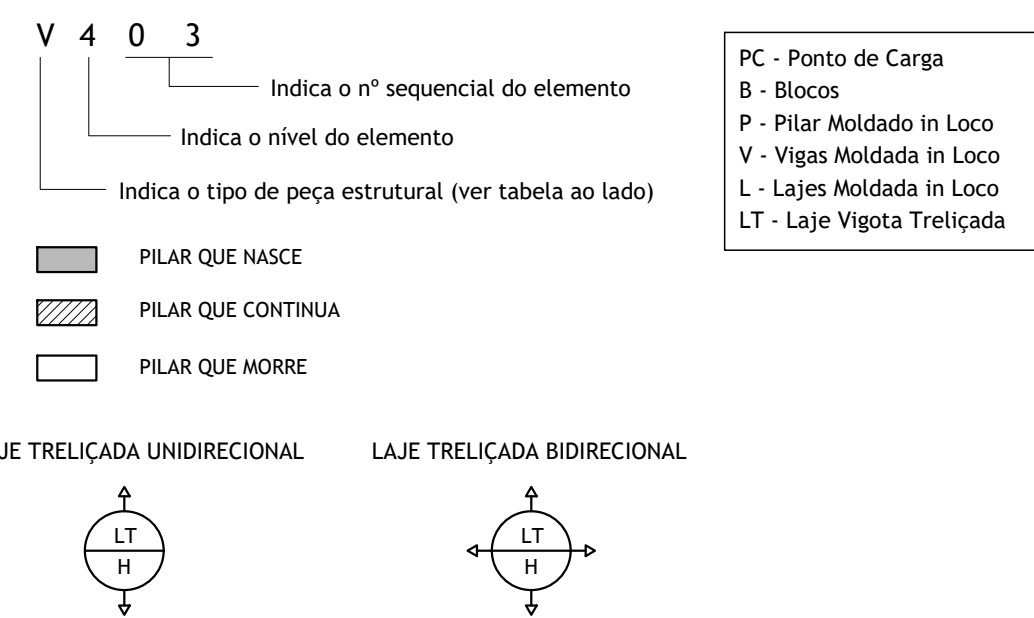 V 4 0 3
Indica o nº sequencial do elemento
Indica o nível do elemento
Indica o tipo de peça estrutural (ver tabela ao lado)
PC - Ponto de Carga
B - Blocos
P - Pilar Moldado in Loco
V - Vigas Moldada in Loco
L - Lajes Moldada in Loco
LT - Laje Vigota Treliçada
PILAR QUE NASCE
PILAR QUE CONTINUA
PILAR QUE MORRE
JE TRELIÇADA UNIDIRECIONAL
LT
H
LAJE TRELIÇADA BIDIRECIONAL
LT
H